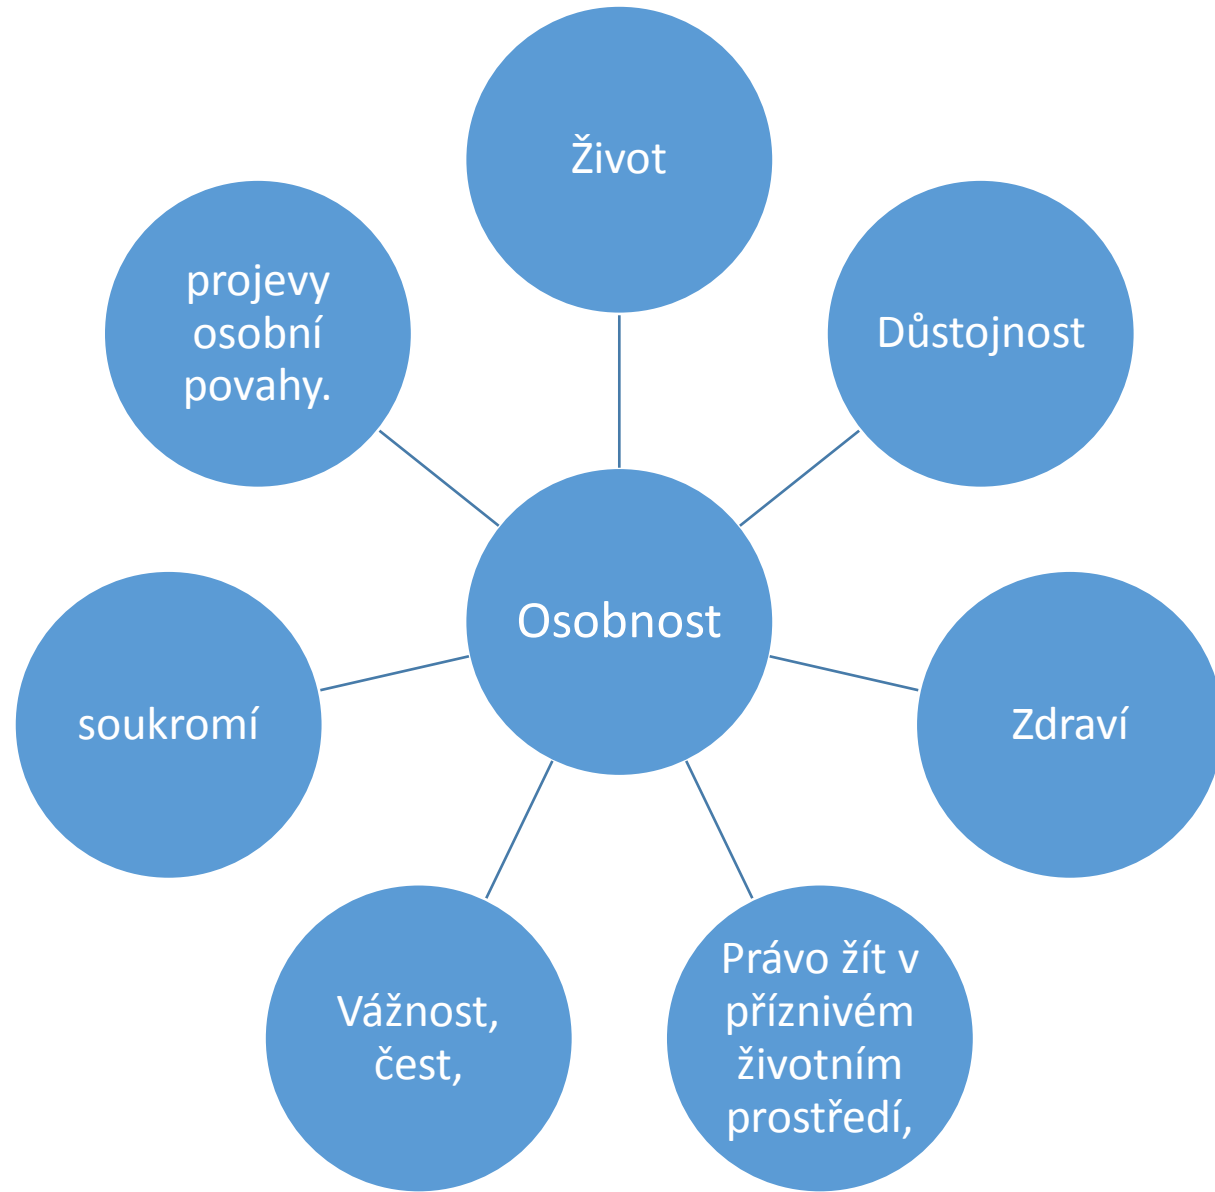 Život
Důstojnost
Zdraví
Právo žít v
příznivém
životním
prostředí,
Vážnost,
čest,
soukromí
projevy
osobní
povahy.
Osobnost